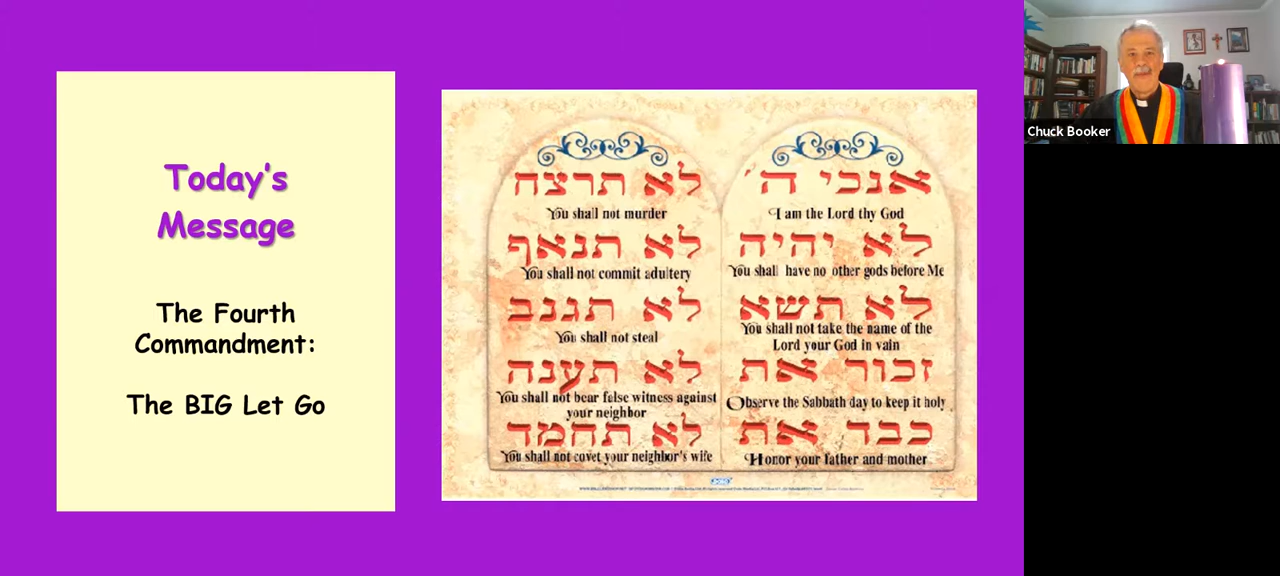 Today's
Message
The Fourth
Commandment:
The BIG Let Go
אנכי ה'
I am the Lord thy God
לא יהיה
You shall have no other gods before Me
לא תשא
You shall not take the name of the
Lord your God in vain
זכור את
Observe the Sabbath day to keep it holy
כבד את
Honor your father and mother
לא תרצח
You shall not murder
לא תנאף
You shall not commit adultery
לא תגנב
You shall not steal
לא תענה
You shall not bear false witness against
your neighbor
לא תחמד
You shall not covet your neighbor's wife
Chuck Booker